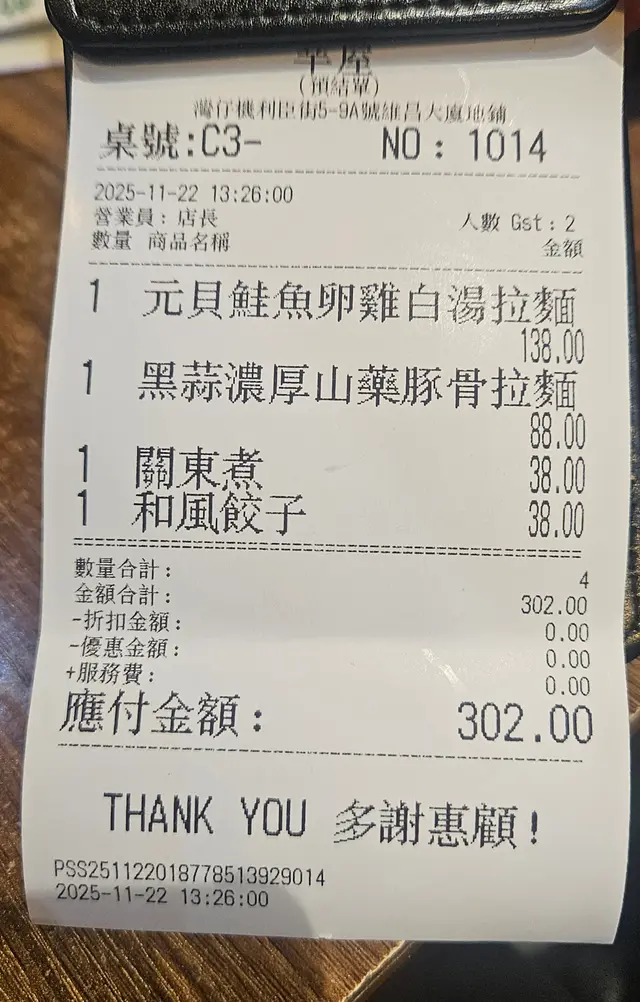 (預結單)
灣仔機利臣街5-9A號維昌大廈地鋪
桌號:C3-
NO: 1014
2025-11-22 13:26:00
營業員: 店長
人數 Gst: 2
數量 商品名稱
金額
1 元貝鮭魚卵雞白湯拉麵
138.00
1 黑蒜濃厚山藥豚骨拉麵
88.00
1 關東煮 38.00
1 和風餃子 38.00
數量合計: 4
金額合計: 302.00
-折扣金額: 0.00
-優惠金額: 0.00
+服務費: 0.00
應付金額: 302.00
THANK YOU 多謝惠顧!
PSS251122018778513929014
2025-11-22 13:26:00